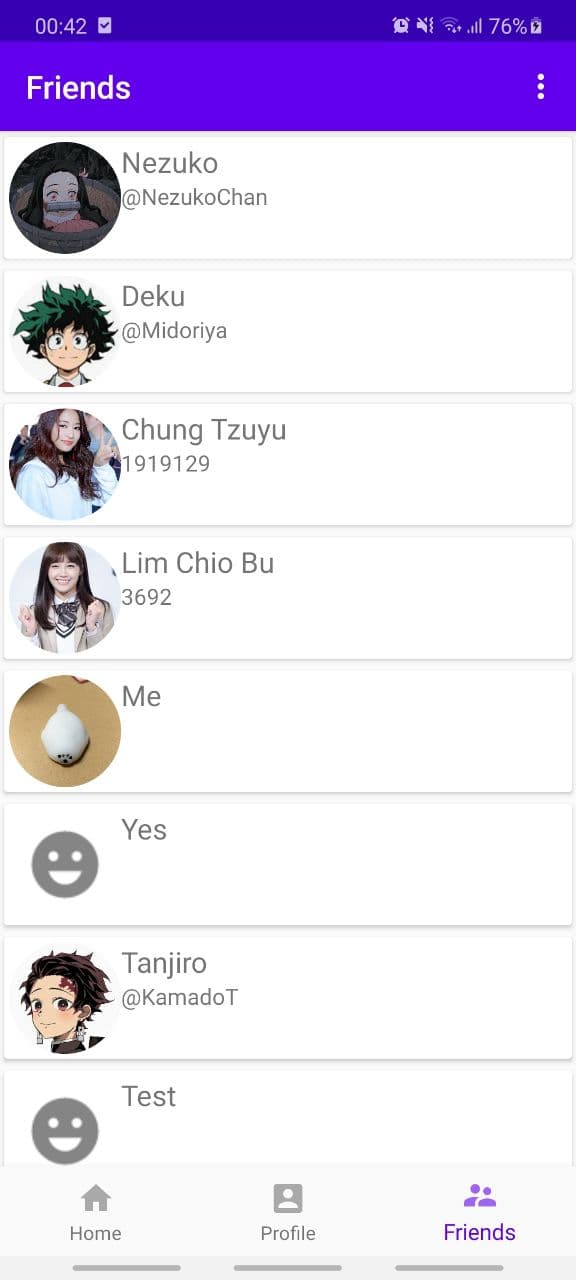 00:42
76%
Friends
Nezuko
@NezukoChan
Deku
@Midoriya
Chung Tzuyu
1919129
Lim Chio Bu
3692
Me
Yes
Tanjiro
@KamadoT
Test
Home Profile Friends